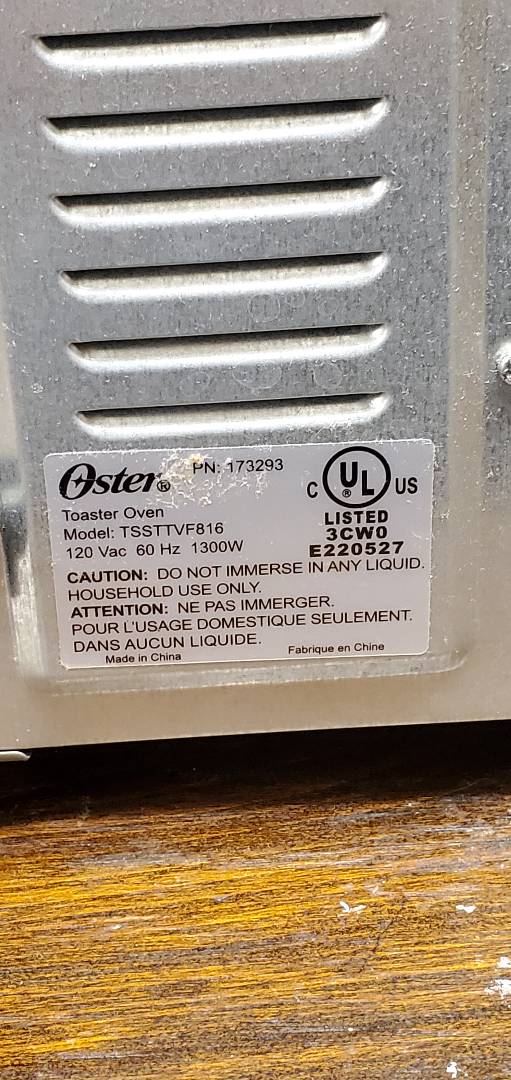 Oster® PN: 173293
Toaster Oven
Model: TSSTTVF816
120 Vac 60 Hz 1300W
C UL® US
LISTED
3CW0
E220527
CAUTION: DO NOT IMMERSE IN ANY LIQUID.
HOUSEHOLD USE ONLY.
ATTENTION: NE PAS IMMERGER.
POUR L'USAGE DOMESTIQUE SEULEMENT.
DANS AUCUN LIQUIDE.
Made in China Fabrique en Chine